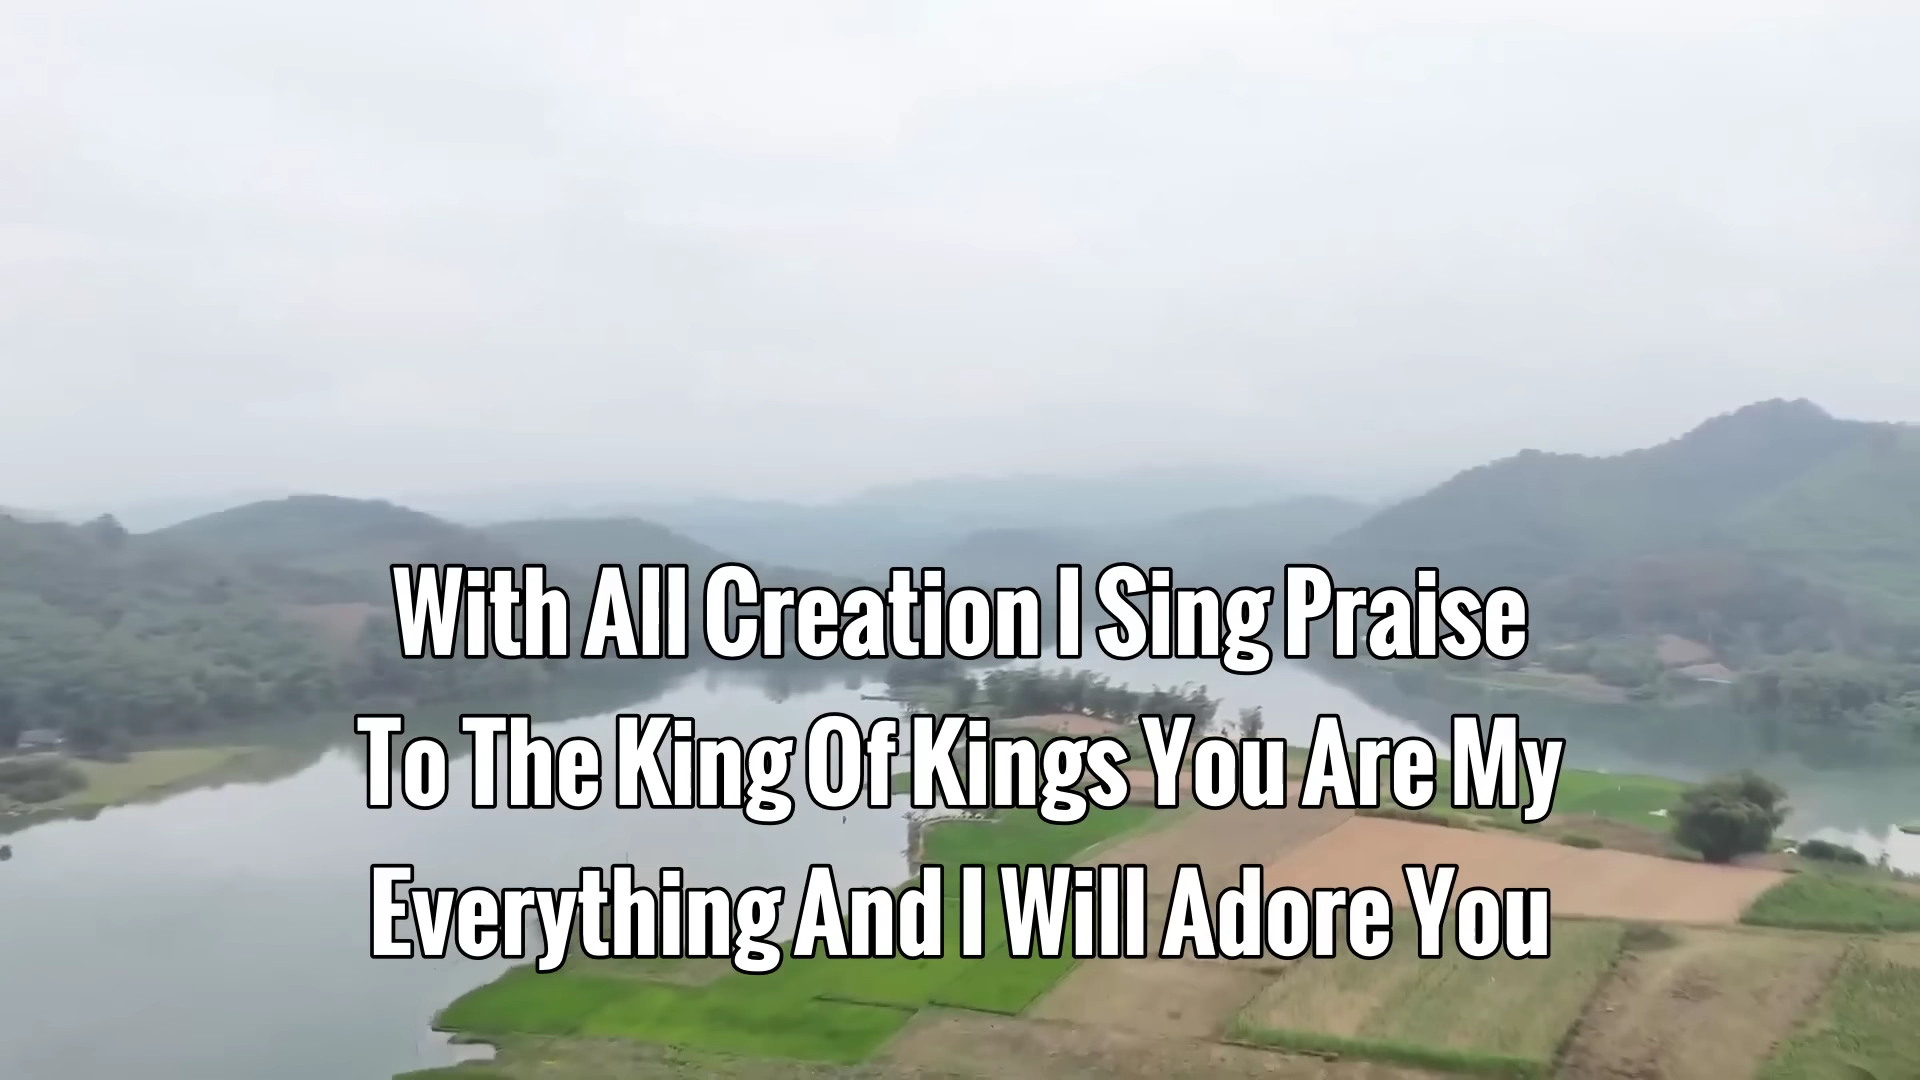 With All Creation I Sing Praise
To The King Of Kings You Are My
Everything And I Will Adore You